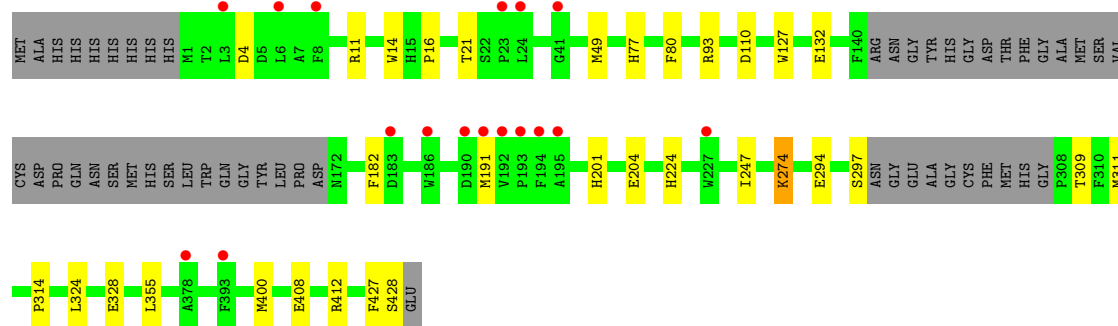 MET ALA HIS HIS HIS HIS HIS HIS M1 T2 L3 D4 D5 L6 A7 F8 R11 W14 H15 P16 T21 S22 P23 L24 G41 M49 H77 F80 R93 D110 W127 E132 F140 ARG ASN GLY TYR HIS GLY ASP THR PHE GLY ALA MET SER VAL
CYS ASP PRO GLN ASN SER MET HIS SER LEU TRP GLN GLY TYR LEU PRO ASP N172 F182 D183 W186 D190 M191 V192 P193 F194 A195 H201 E204 H224 W227 I247 K274 E294 S297 ASN GLY GLU ALA GLY CYS PHE MET HIS GLY P308 T309 F310 M311
P314 L324 E328 L355 A378 F393 M400 E408 R412 F427 S428 GLU